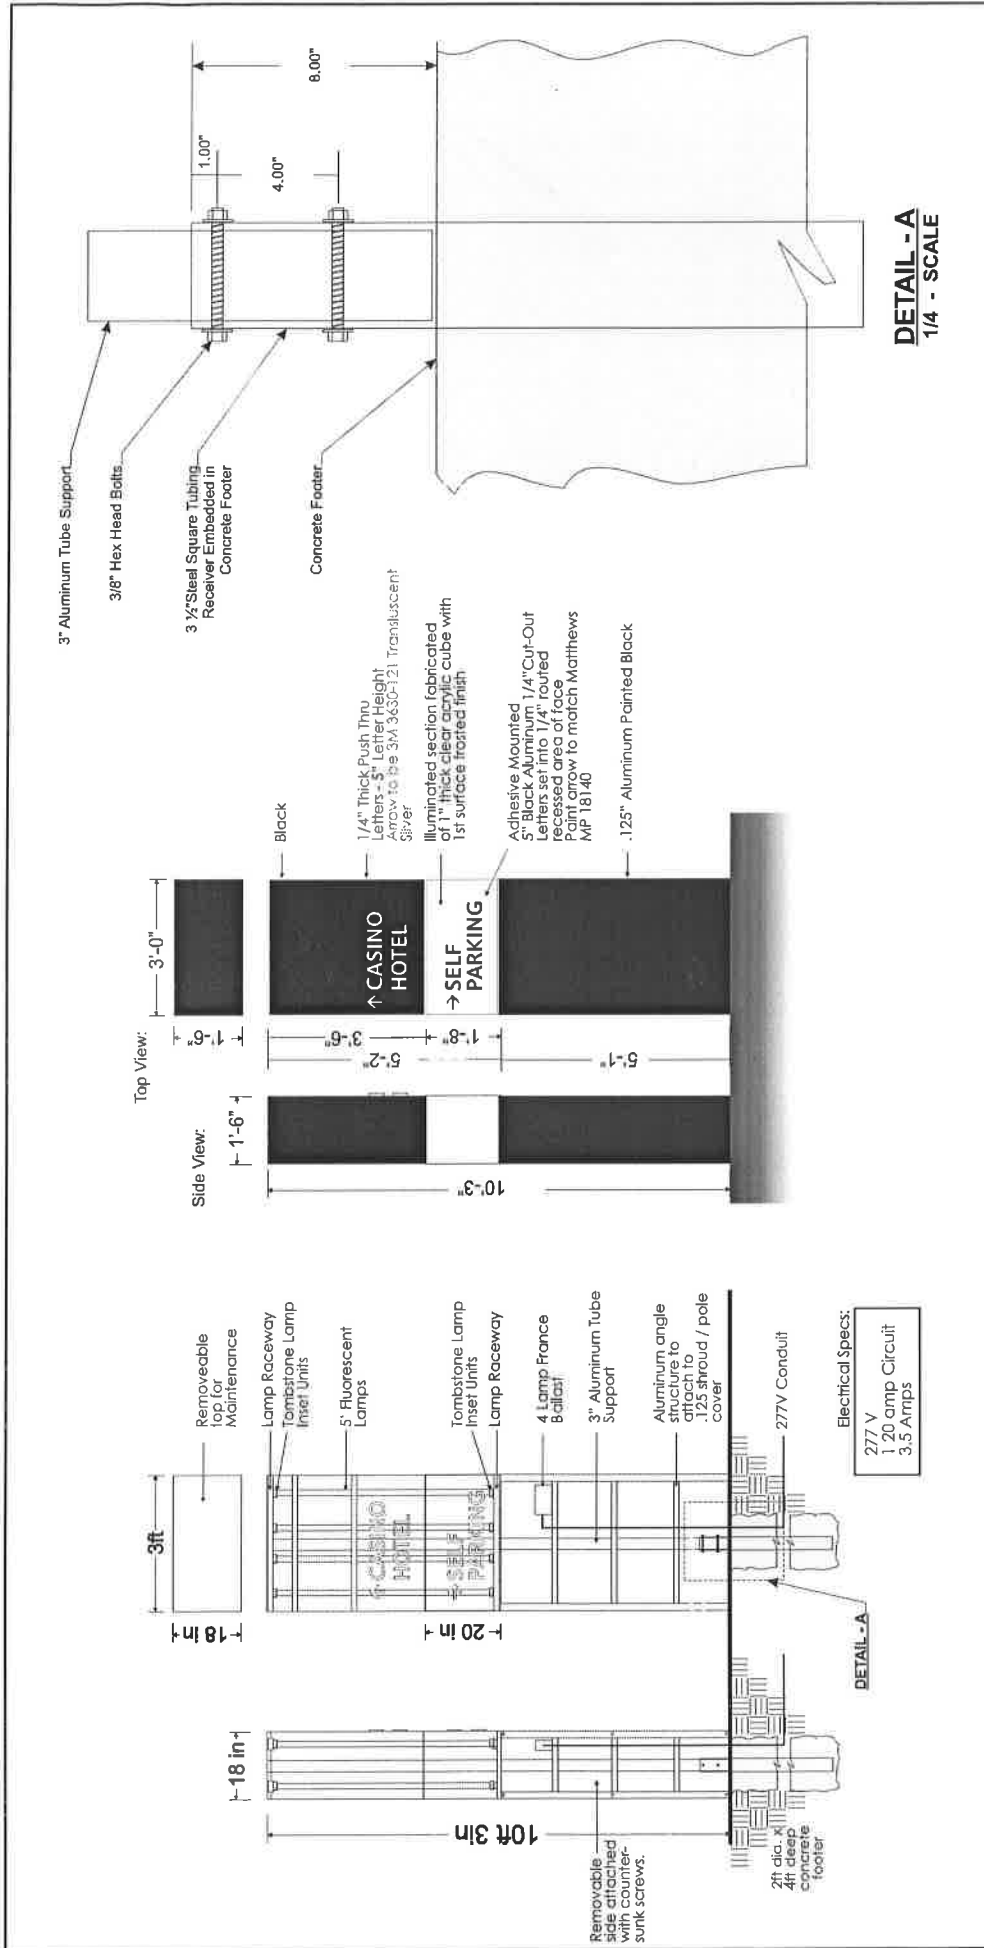 Removeable
top for
Maintenance
Lamp Raceway
Tombstone Lamp
Inset Units
5' Fluorescent
Lamps
Tombstone Lamp
Inset Units
Lamp Raceway
4 Lamp France
Ballast
3" Aluminum Tube
Support
Aluminum angle
structure to
attach to
.125 shroud / pole
cover
277V Conduit
Electrical Specs:
277 V
1 20 amp Circuit
3.5 Amps
3ft
18 in
20 in
CASINO
HOTEL
SELF
PARKING
DETAIL - A
18 in
10ft 3in
Removable
side attached
with counter-
sunk screws.
2ft dia. x
4ft deep
concrete
footer
Top View:
3'-0"
1'-6"
Side View:
1'-6"
3'-6"
1'-8"
5'-2"
5'-1"
10'-3"
↑ CASINO
HOTEL
→ SELF
PARKING
Black
1/4" Thick Push Thru
Letters - 5" Letter Height
Arrow to be 3M 3630-121 Transluscent
Silver
Illuminated section fabricated
of 1" thick clear acrylic cube with
1st surface frosted finish
Adhesive Mounted
5" Black Aluminum 1/4"Cut-Out
Letters set into 1/4" routed
recessed area of face
Paint arrow to match Matthews
MP 18140
.125" Aluminum Painted Black
3" Aluminum Tube Support
3/8" Hex Head Bolts
3 ½"Steel Square Tubing
Receiver Embedded in
Concrete Footer
Concrete Footer
1.00"
4.00"
8.00"
DETAIL - A
1/4 - SCALE